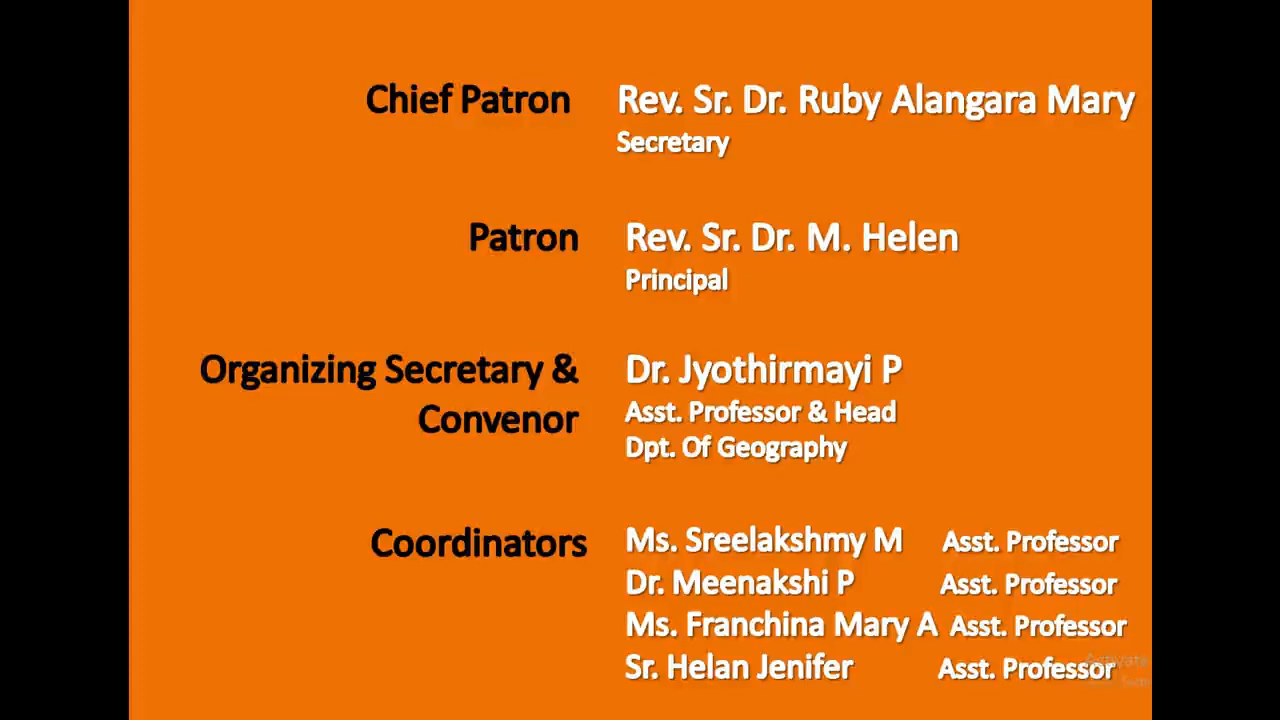 Chief Patron Rev. Sr. Dr. Ruby Alangara Mary
Secretary
Patron Rev. Sr. Dr. M. Helen
Principal
Organizing Secretary & Dr. Jyothirmayi P
Convenor Asst. Professor & Head
Dpt. Of Geography
Coordinators Ms. Sreelakshmy M Asst. Professor
Dr. Meenakshi P Asst. Professor
Ms. Franchina Mary A Asst. Professor
Sr. Helan Jenifer Asst. Professor
Activate